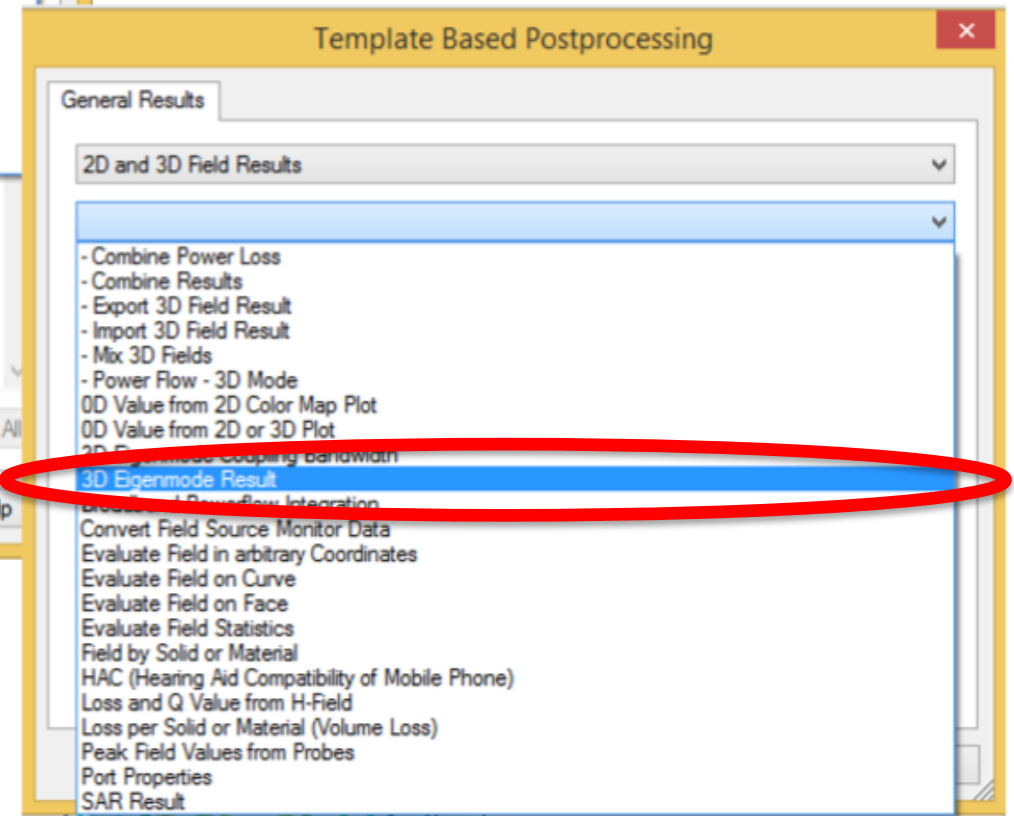 Template Based Postprocessing
General Results
2D and 3D Field Results
- Combine Power Loss
- Combine Results
- Export 3D Field Result
- Import 3D Field Result
- Mix 3D Fields
- Power Flow - 3D Mode
0D Value from 2D Color Map Plot
All
0D Value from 2D or 3D Plot
3D Eigenmode Coupling Bandwidth
3D Eigenmode Result
Powerflow Integration
Convert Field Source Monitor Data
Evaluate Field in arbitrary Coordinates
Evaluate Field on Curve
Evaluate Field on Face
Evaluate Field Statistics
Field by Solid or Material
HAC (Hearing Aid Compatibility of Mobile Phone)
Loss and Q Value from H-Field
Loss per Solid or Material (Volume Loss)
Peak Field Values from Probes
Port Properties
SAR Result